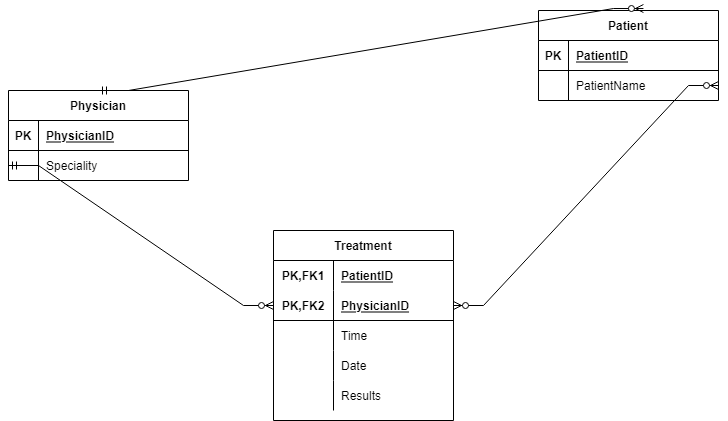 Patient
PK PatientID
PatientName
Physician
PK PhysicianID
Speciality
Treatment
PK,FK1 PatientID
PK,FK2 PhysicianID
Time
Date
Results